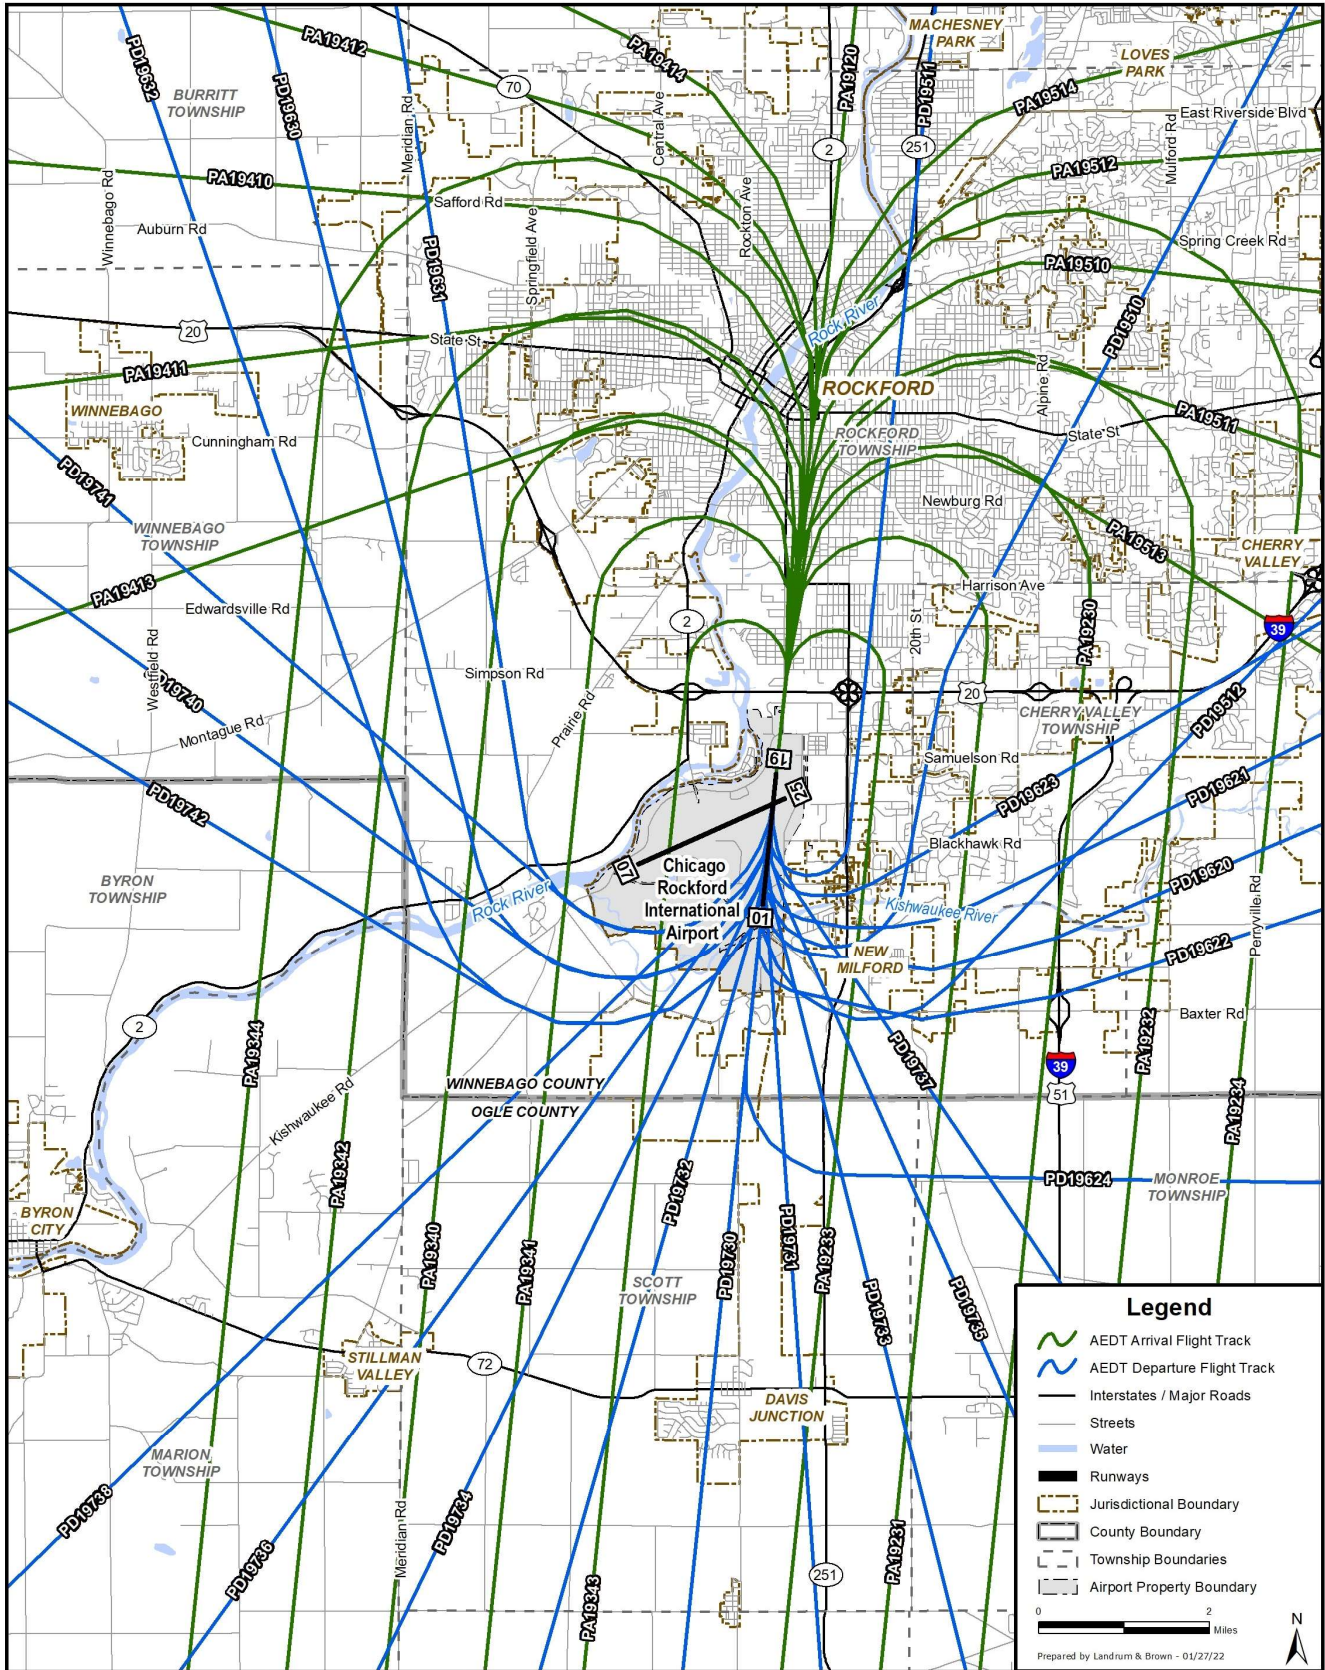 PA19412
PA19414
PA19120
MACHESNEY
PARK
PD19632
PD19630
BURRITT
TOWNSHIP
70
Meridian Rd
Central Ave
2
PD19511
251
PA19514
LOVES
PARK
East Riverside Blvd
Mulford Rd
PA19512
PA19410
Winnebago Rd
Auburn Rd
Safford Rd
Springfield Ave
Rockton Ave
PD19631
Spring Creek Rd
PA19510
PD19510
Rock River
20
State St
PA19411
WINNEBAGO
Cunningham Rd
ROCKFORD
ROCKFORD
TOWNSHIP
Alpine Rd
State St
PA19511
PD19741
WINNEBAGO
TOWNSHIP
Newburg Rd
PA19513
CHERRY
VALLEY
PA19413
Edwardsville Rd
Harrison Ave
2
20th St
PA19230
39
Westfield Rd
D19740
Simpson Rd
Prairie Rd
20
CHERRY VALLEY
TOWNSHIP
PD19512
Montague Rd
Samuelson Rd
19
25
07
01
PD19742
PD19623
PD19621
Blackhawk Rd
Chicago
Rockford
International
Airport
BYRON
TOWNSHIP
Rock River
Kishwaukee River
PD19620
Perryville Rd
PD19622
NEW
MILFORD
Baxter Rd
2
PA19344
PD19737
PA19232
39
51
WINNEBAGO COUNTY
OGLE COUNTY
Kishwaukee Rd
PA19234
PA19342
PD19732
PD19624
MONROE
TOWNSHIP
BYRON
CITY
PA19340
PA19341
PD19730
PD19731
PA19233
SCOTT
TOWNSHIP
PD19733
PD19735
STILLMAN
VALLEY
72
DAVIS
JUNCTION
MARION
TOWNSHIP
PD19738
PD19736
Meridian Rd
PD19734
PA19343
251
PA19231
Legend
AEDT Arrival Flight Track
AEDT Departure Flight Track
Interstates / Major Roads
Streets
Water
Runways
Jurisdictional Boundary
County Boundary
Township Boundaries
Airport Property Boundary
0 2
Miles
N
Prepared by Landrum & Brown - 01/27/22